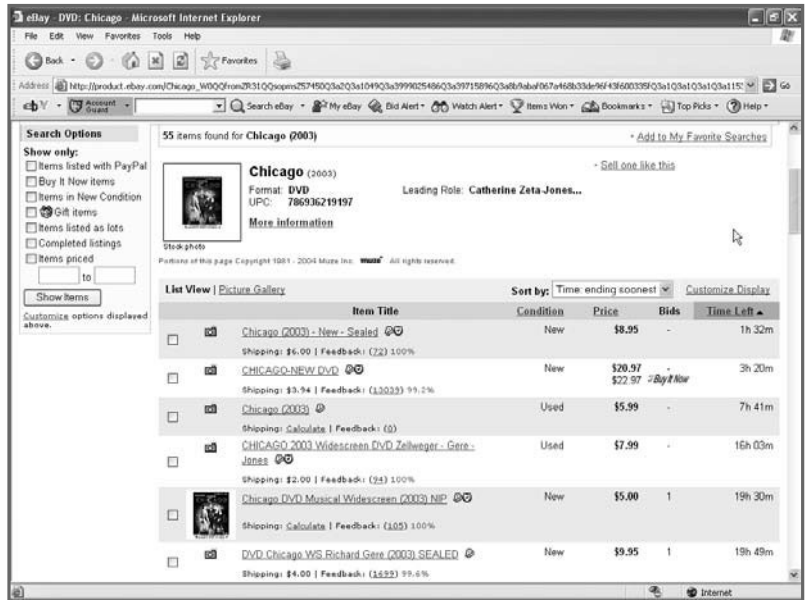 eBay - DVD: Chicago - Microsoft Internet Explorer
File Edit View Favorites Tools Help
Back Favorites
Address Go
Account Guard Search eBay My eBay Bid Alert Watch Alert Items Won Bookmarks Top Picks Help
Search Options
Show only:
Items listed with PayPal
Buy It Now items
Items in New Condition
Gift items
Items listed as lots
Completed listings
Items priced
to
Show Items
Customize options displayed above.
55 items found for Chicago (2003)
· Add to My Favorite Searches
Chicago (2003)
· Sell one like this
Format: DVD Leading Role: Catherine Zeta-Jones...
UPC: 786936219197
More information
Stock photo
Portions of this page Copyright 1981 - 2004 Muze Inc. muze All rights reserved.
List View | Picture Gallery Sort by: Time: ending soonest Customize Display
Item Title Condition Price Bids Time Left
Chicago (2003) - New - Sealed New $8.95 - 1h 32m
Shipping: $6.00 | Feedback: (72) 100%
CHICAGO-NEW DVD New $20.97 - 3h 20m
$22.97 Buy It Now
Shipping: $3.94 | Feedback: (13039) 99.2%
Chicago (2003) Used $5.99 - 7h 41m
Shipping: Calculate | Feedback: (0)
CHICAGO 2003 Widescreen DVD Zellweger - Gere - Used $7.99 - 16h 03m
Jones
Shipping: $2.00 | Feedback: (94) 100%
Chicago DVD Musical Widescreen (2003) NIP New $5.00 1 19h 30m
Shipping: Calculate | Feedback: (105) 100%
DVD Chicago WS Richard Gere (2003) SEALED New $9.95 1 19h 49m
Shipping: $4.00 | Feedback: (1699) 99.6%
Internet